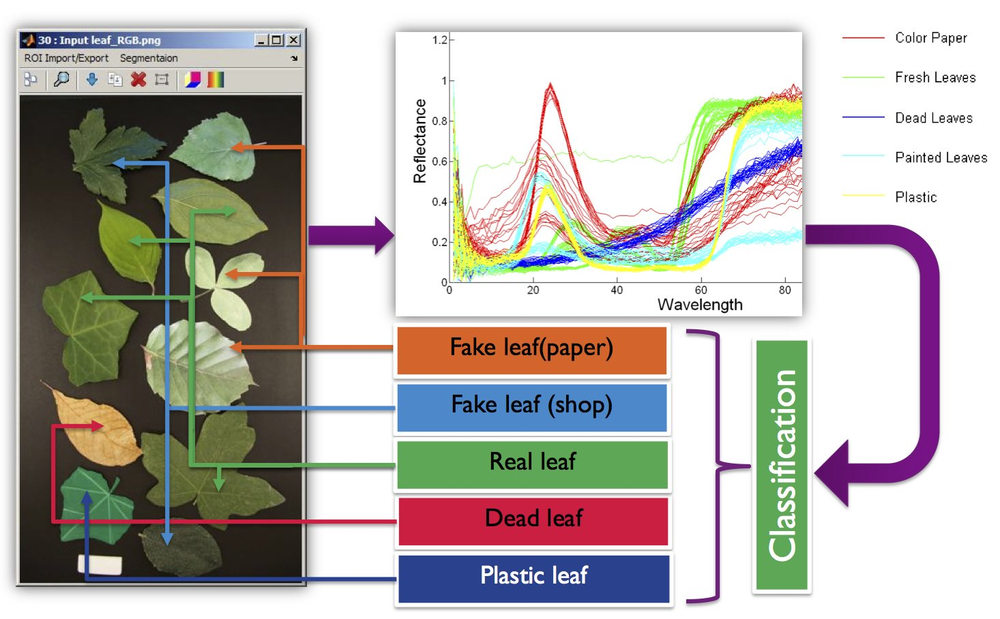 30 : Input leaf_RGB.png
ROI Import/Export Segmentaion
1.2
1
0.8
0.6
0.4
0.2
0
0 20 40 60 80
Reflectance
Wavelength
Color Paper
Fresh Leaves
Dead Leaves
Painted Leaves
Plastic
Fake leaf(paper)
Fake leaf (shop)
Real leaf
Dead leaf
Plastic leaf
Classification